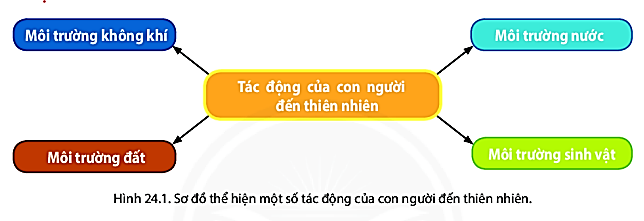 Môi trường không khí
Môi trường nước
Tác động của con người
đến thiên nhiên
Môi trường đất
Môi trường sinh vật
Hình 24.1. Sơ đồ thể hiện một số tác động của con người đến thiên nhiên.